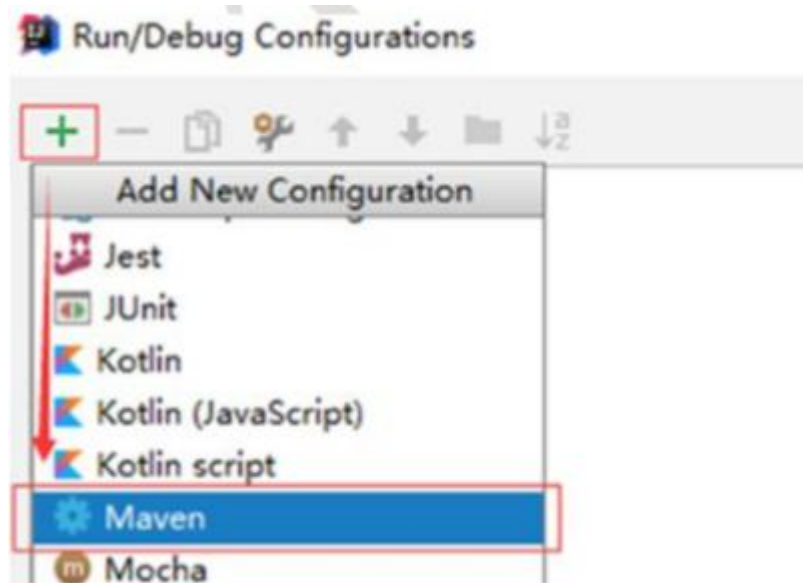 Run/Debug Configurations
Add New Configuration
Jest
JUnit
Kotlin
Kotlin (JavaScript)
Kotlin script
Maven
Mocha